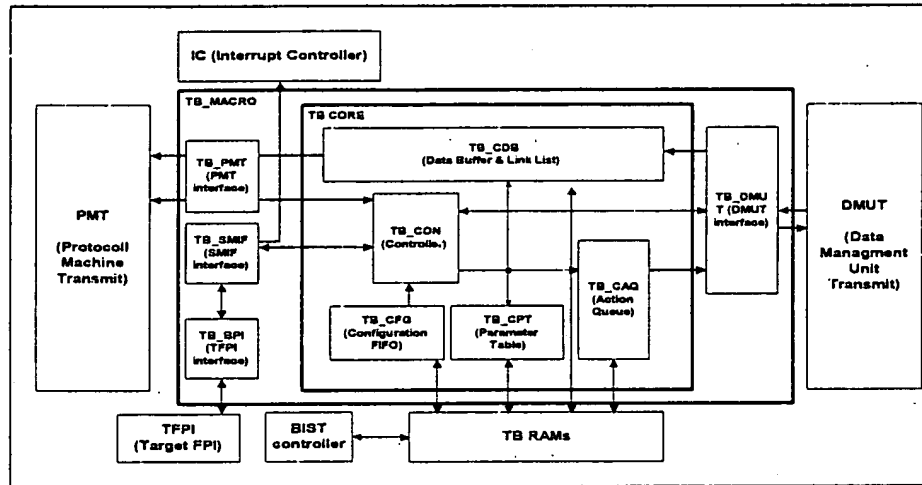 IC (Interrupt Controller)
TB_MACRO
TB CORE
TB_CDB
(Data Buffer & Link List)
TB_PMT
(PMT
interface)
TB_DMU
T (DMUT
interface)
PMT
(Protocoll
Machine
Transmit)
TB_CON
(Controller)
DMUT
(Data
Managment
Unit
Transmit)
TB_SMIF
(SMIF
interface)
TB_CAQ
(Action
Queue)
TB_BPI
(TFPI
interface)
TB_CFG
(Configuration
FIFO)
TB_CPT
(Parameter
Table)
TFPI
(Target FPI)
BIST
controller
TB RAMs